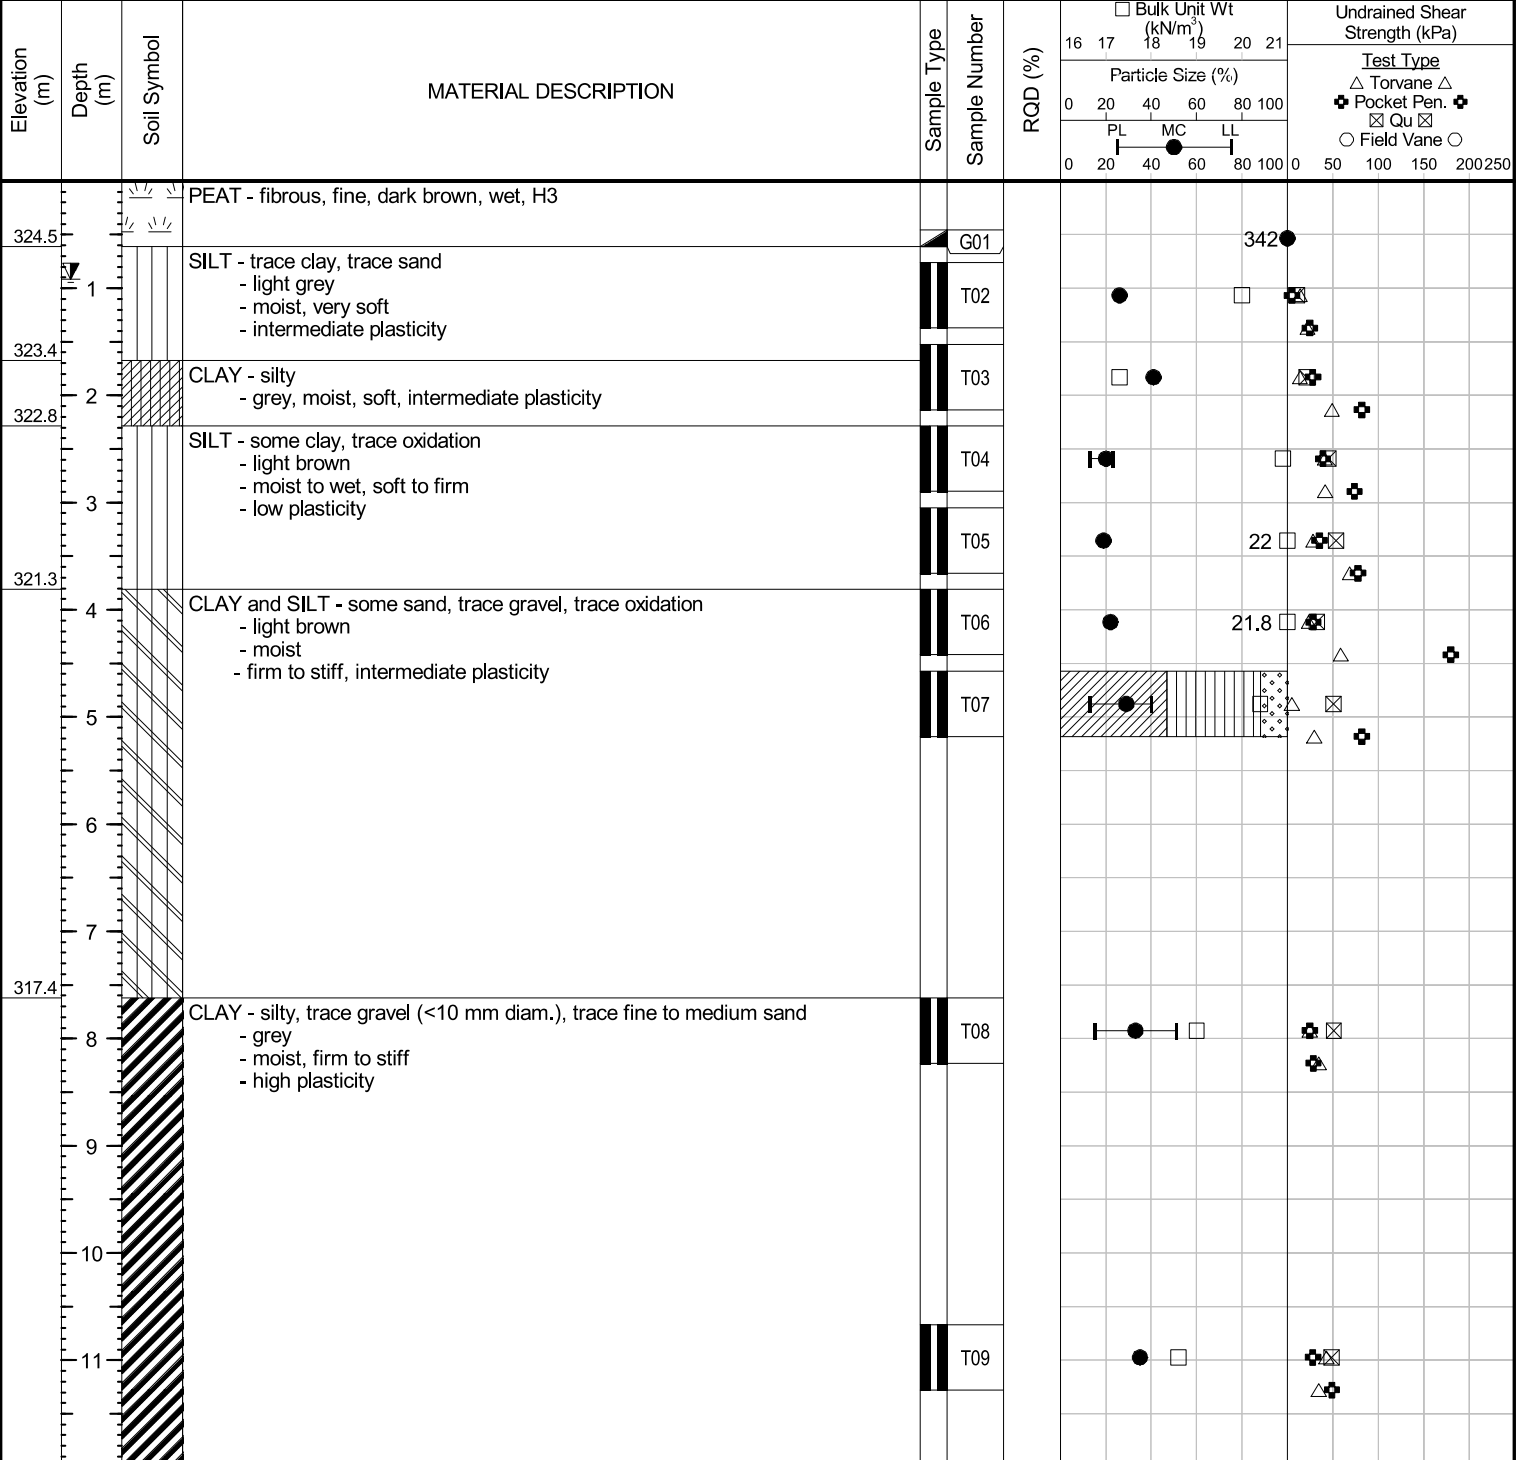 Elevation
(m)
Depth
(m)
Soil Symbol
MATERIAL DESCRIPTION
Sample Type
Sample Number
RQD (%)
Bulk Unit Wt
(kN/m³)
16 17 18 19 20 21
Particle Size (%)
0 20 40 60 80 100
PL MC LL
0 20 40 60 80 100
Undrained Shear
Strength (kPa)
Test Type
Torvane
Pocket Pen.
Qu
Field Vane
0 50 100 150 200 250
PEAT - fibrous, fine, dark brown, wet, H3
324.5
G01
342
SILT - trace clay, trace sand
- light grey
- moist, very soft
- intermediate plasticity
1
T02
323.4
CLAY - silty
- grey, moist, soft, intermediate plasticity
T03
2
322.8
SILT - some clay, trace oxidation
- light brown
- moist to wet, soft to firm
- low plasticity
T04
3
T05
22
321.3
CLAY and SILT - some sand, trace gravel, trace oxidation
- light brown
- moist
- firm to stiff, intermediate plasticity
4
T06
21.8
T07
5
6
7
317.4
CLAY - silty, trace gravel (<10 mm diam.), trace fine to medium sand
- grey
- moist, firm to stiff
- high plasticity
T08
8
9
10
11
T09